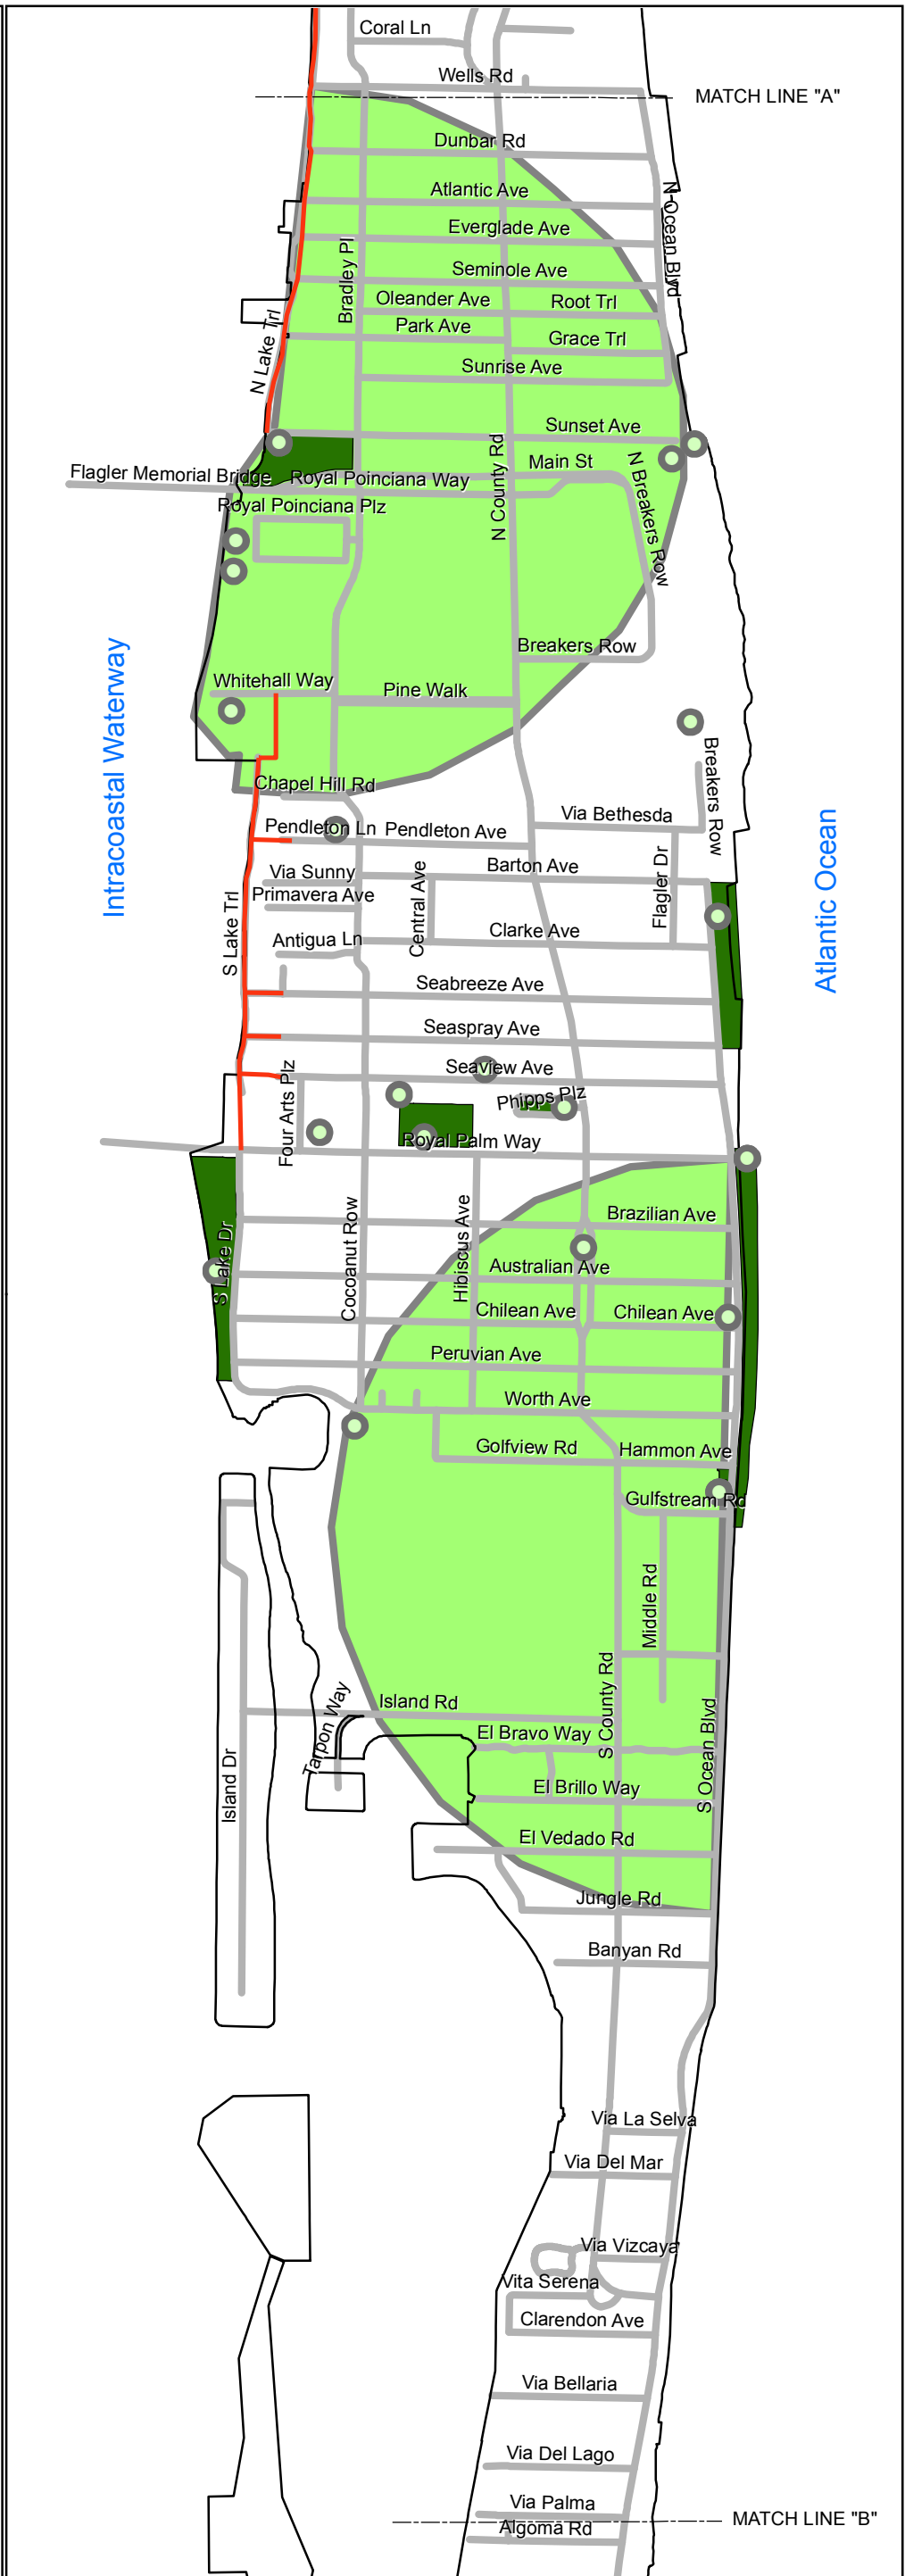 Coral Ln
Wells Rd
MATCH LINE "A"
Dunbar Rd
Atlantic Ave
N Ocean Blvd
Everglade Ave
Bradley Pl
Seminole Ave
Oleander Ave
Root Trl
N Lake Trl
Park Ave
Grace Trl
Sunrise Ave
Sunset Ave
N County Rd
Main St
N Breakers Row
Flagler Memorial Bridge
Royal Poinciana Way
Royal Poinciana Plz
Intracoastal Waterway
Breakers Row
Whitehall Way
Pine Walk
Breakers Row
Chapel Hill Rd
Via Bethesda
Pendleton Ln
Pendleton Ave
Atlantic Ocean
Via Sunny
Barton Ave
Flagler Dr
Primavera Ave
Central Ave
S Lake Trl
Antigua Ln
Clarke Ave
Seabreeze Ave
Seaspray Ave
Seaview Ave
Four Arts Plz
Phipps Plz
Royal Palm Way
S Lake Dr
Cocoanut Row
Hibiscus Ave
Brazilian Ave
Australian Ave
Chilean Ave
Chilean Ave
Peruvian Ave
Worth Ave
Golfview Rd
Hammon Ave
Gulfstream Rd
Middle Rd
S County Rd
Island Rd
Tarpon Way
El Bravo Way
S Ocean Blvd
Island Dr
El Brillo Way
El Vedado Rd
Jungle Rd
Banyan Rd
Via La Selva
Via Del Mar
Via Vizcaya
Vita Serena
Clarendon Ave
Via Bellaria
Via Del Lago
Via Palma
MATCH LINE "B"
Algoma Rd